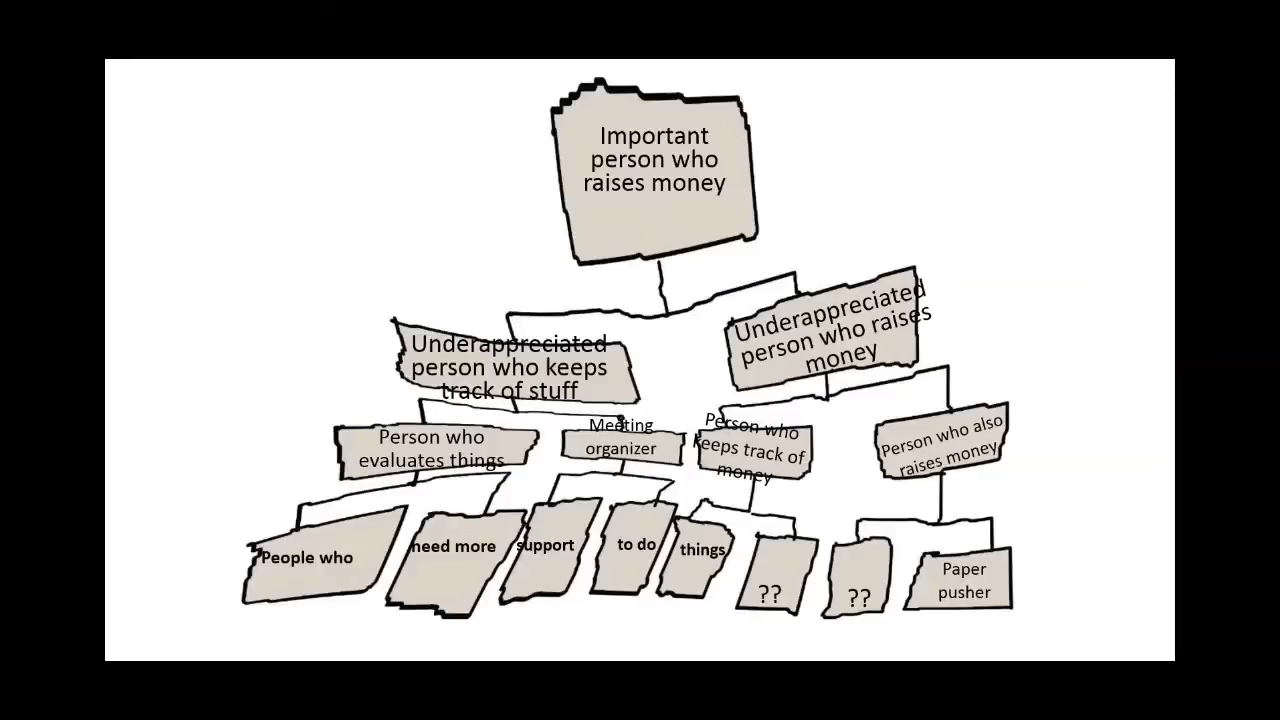 Important
person who
raises money
Underappreciated
person who keeps
track of stuff
Underappreciated
person who raises
money
Person who
evaluates things
Meeting
organizer
Person who
keeps track of
money
Person who also
raises money
People who
need more
support
to do
things
??
??
Paper
pusher